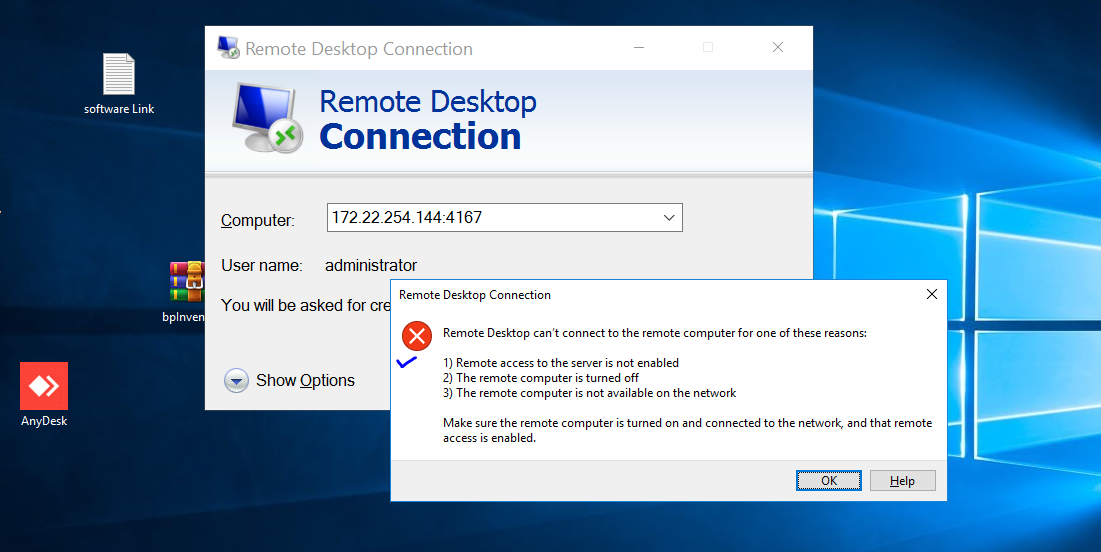 software Link
bpInven
AnyDesk
Remote Desktop Connection
Remote Desktop
Connection
Computer:
172.22.254.144:4167
User name:
administrator
You will be asked for cre
Show Options
Remote Desktop Connection
Remote Desktop can't connect to the remote computer for one of these reasons:
1) Remote access to the server is not enabled
2) The remote computer is turned off
3) The remote computer is not available on the network
Make sure the remote computer is turned on and connected to the network, and that remote
access is enabled.
OK
Help